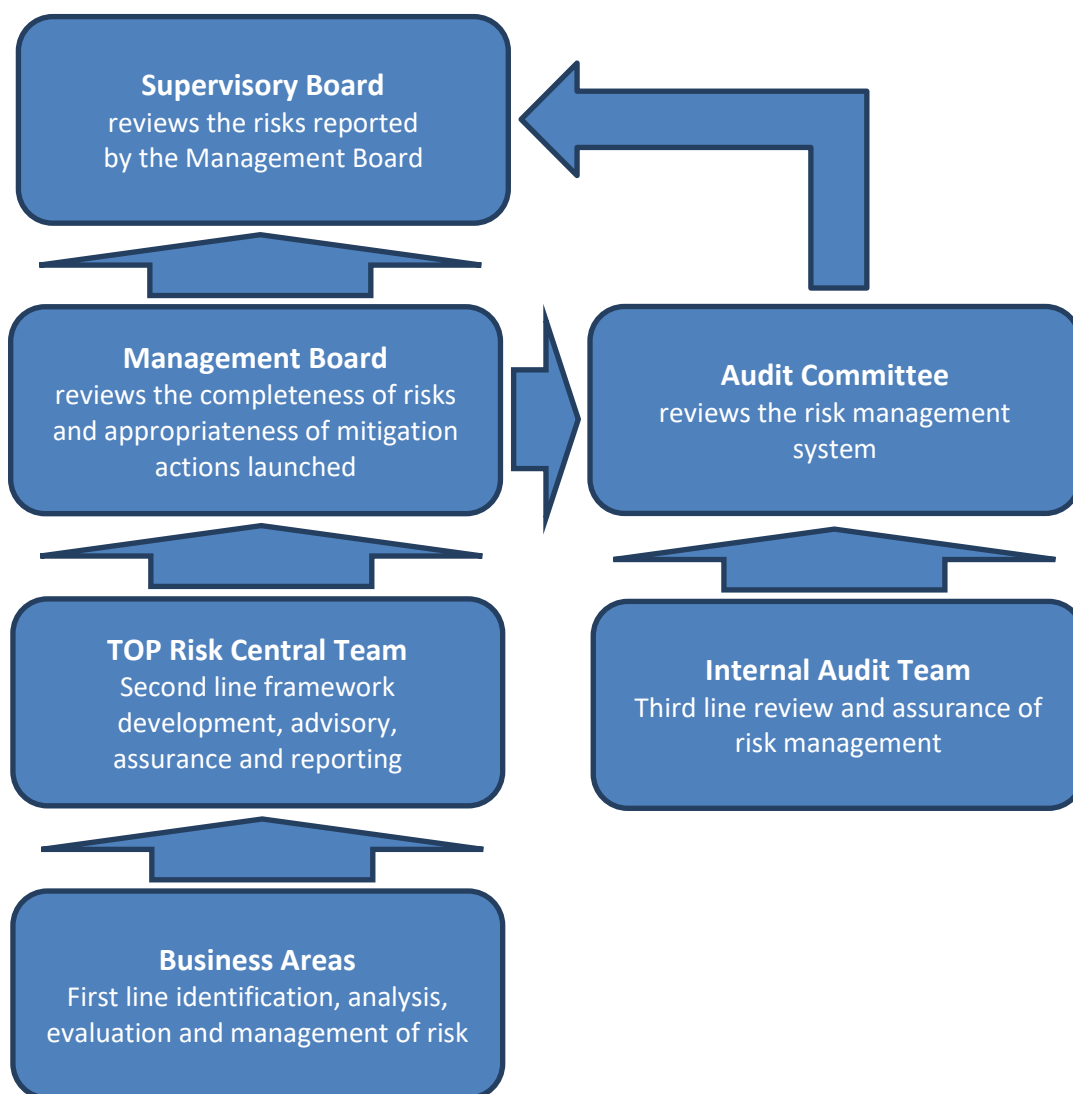 Supervisory Board
reviews the risks reported
by the Management Board
Management Board
reviews the completeness of risks
and appropriateness of mitigation
actions launched
Audit Committee
reviews the risk management
system
TOP Risk Central Team
Second line framework
development, advisory,
assurance and reporting
Internal Audit Team
Third line review and assurance of
risk management
Business Areas
First line identification, analysis,
evaluation and management of risk